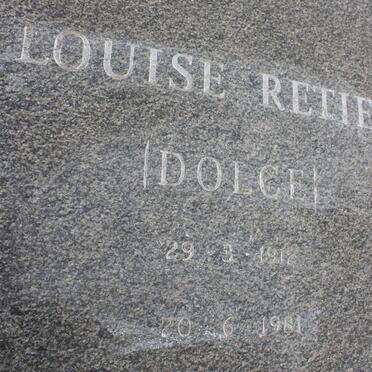 LOUISE RETIE
(DOLCE)
29 · 3 ·
20 · 6 · 1981